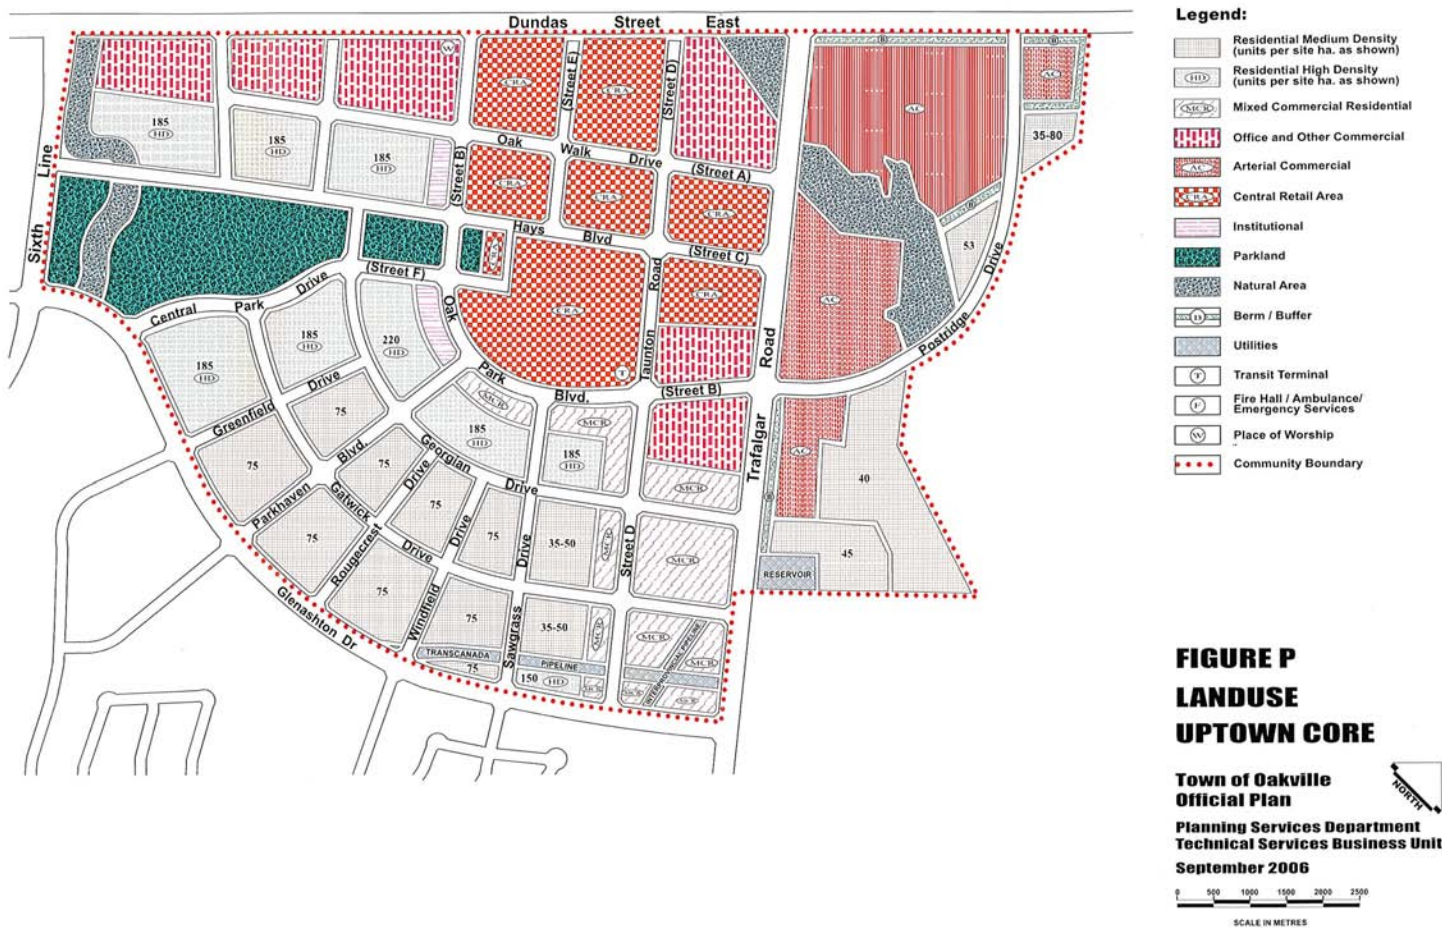 Dundas Street East
Sixth Line
W
(Street E)
(Street D)
CRA
CRA
B
B
AC
AC
35-80
185
HD
185
HD
185
HD
(Street B)
Oak Walk Drive
(Street A)
CRA
CRA
CRA
Hays Blvd
(Street C)
B
53
Postridge Drive
CRA
(Street F)
Central Park Drive
Oak Park Blvd.
CRA
T
Taunton Road
CRA
(Street B)
Trafalgar Road
AC
185
HD
185
HD
220
HD
Greenfield Drive
75
75
MCR
185
HD
MCR
185
HD
MCR
AC
B
40
45
RESERVOIR
Parkhaven Blvd.
75
Georgian Drive
75
75
75
Gatwick Drive
Rougecrest Drive
Windfield Drive
Sawgrass Drive
35-50
MCR
Street D
MCR
75
75
35-50
MCR
MCR
MCR
TRANSCANADA PIPELINE
INTERPROVINCIAL PIPELINE
75
150
HD
MCR
MCR
MCR
Glenashton Dr
Legend:
Residential Medium Density
(units per site ha. as shown)
HD
Residential High Density
(units per site ha. as shown)
MCR
Mixed Commercial Residential
Office and Other Commercial
AC
Arterial Commercial
CRA
Central Retail Area
Institutional
Parkland
Natural Area
B
Berm / Buffer
Utilities
T
Transit Terminal
F
Fire Hall / Ambulance/
Emergency Services
W
Place of Worship
Community Boundary
FIGURE P
LANDUSE
UPTOWN CORE
Town of Oakville
Official Plan
NORTH
Planning Services Department
Technical Services Business Unit
September 2006
0 500 1000 1500 2000 2500
SCALE IN METRES